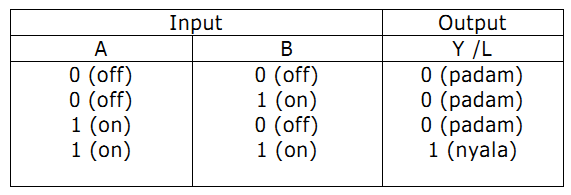 Input Output
A B Y /L
0 (off) 0 (off) 0 (padam)
0 (off) 1 (on) 0 (padam)
1 (on) 0 (off) 0 (padam)
1 (on) 1 (on) 1 (nyala)